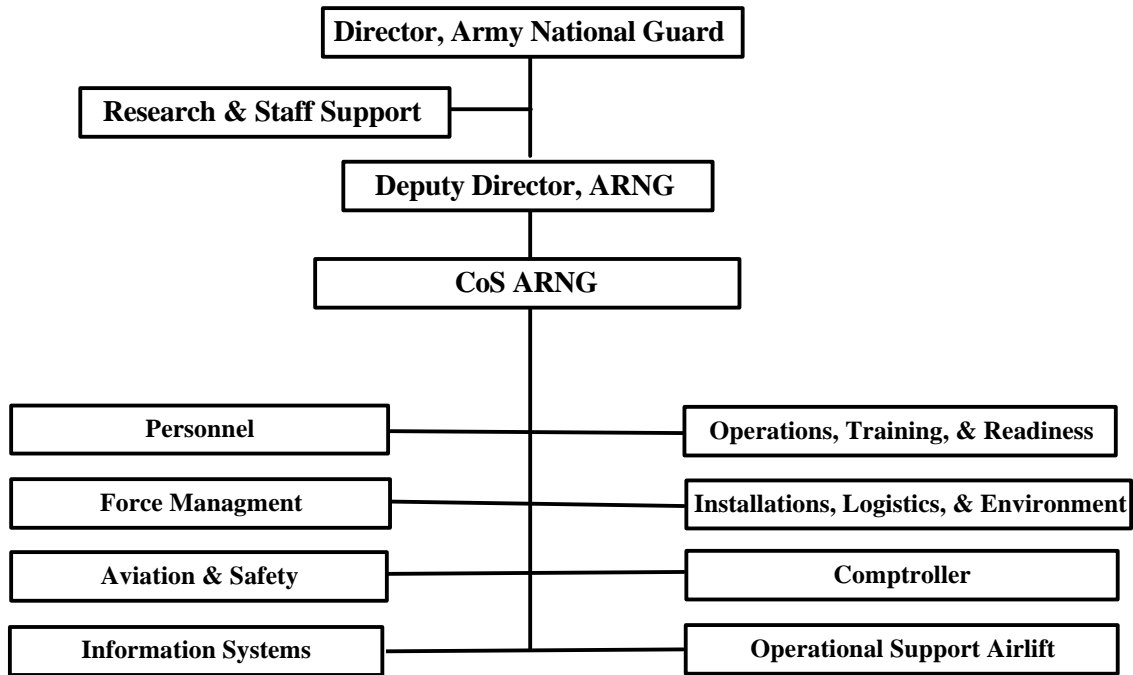 Director, Army National Guard
Research & Staff Support
Deputy Director, ARNG
CoS ARNG
Personnel
Operations, Training, & Readiness
Force Managment
Installations, Logistics, & Environment
Aviation & Safety
Comptroller
Information Systems
Operational Support Airlift